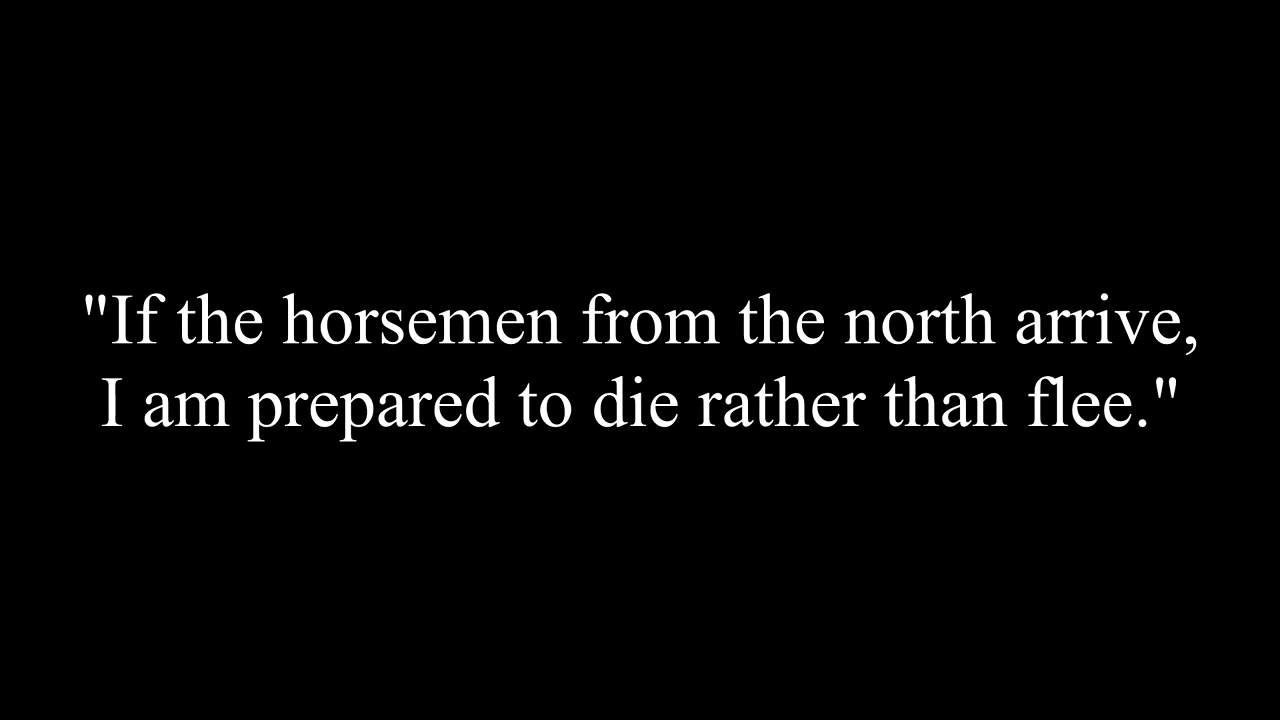 "If the horsemen from the north arrive,
I am prepared to die rather than flee."